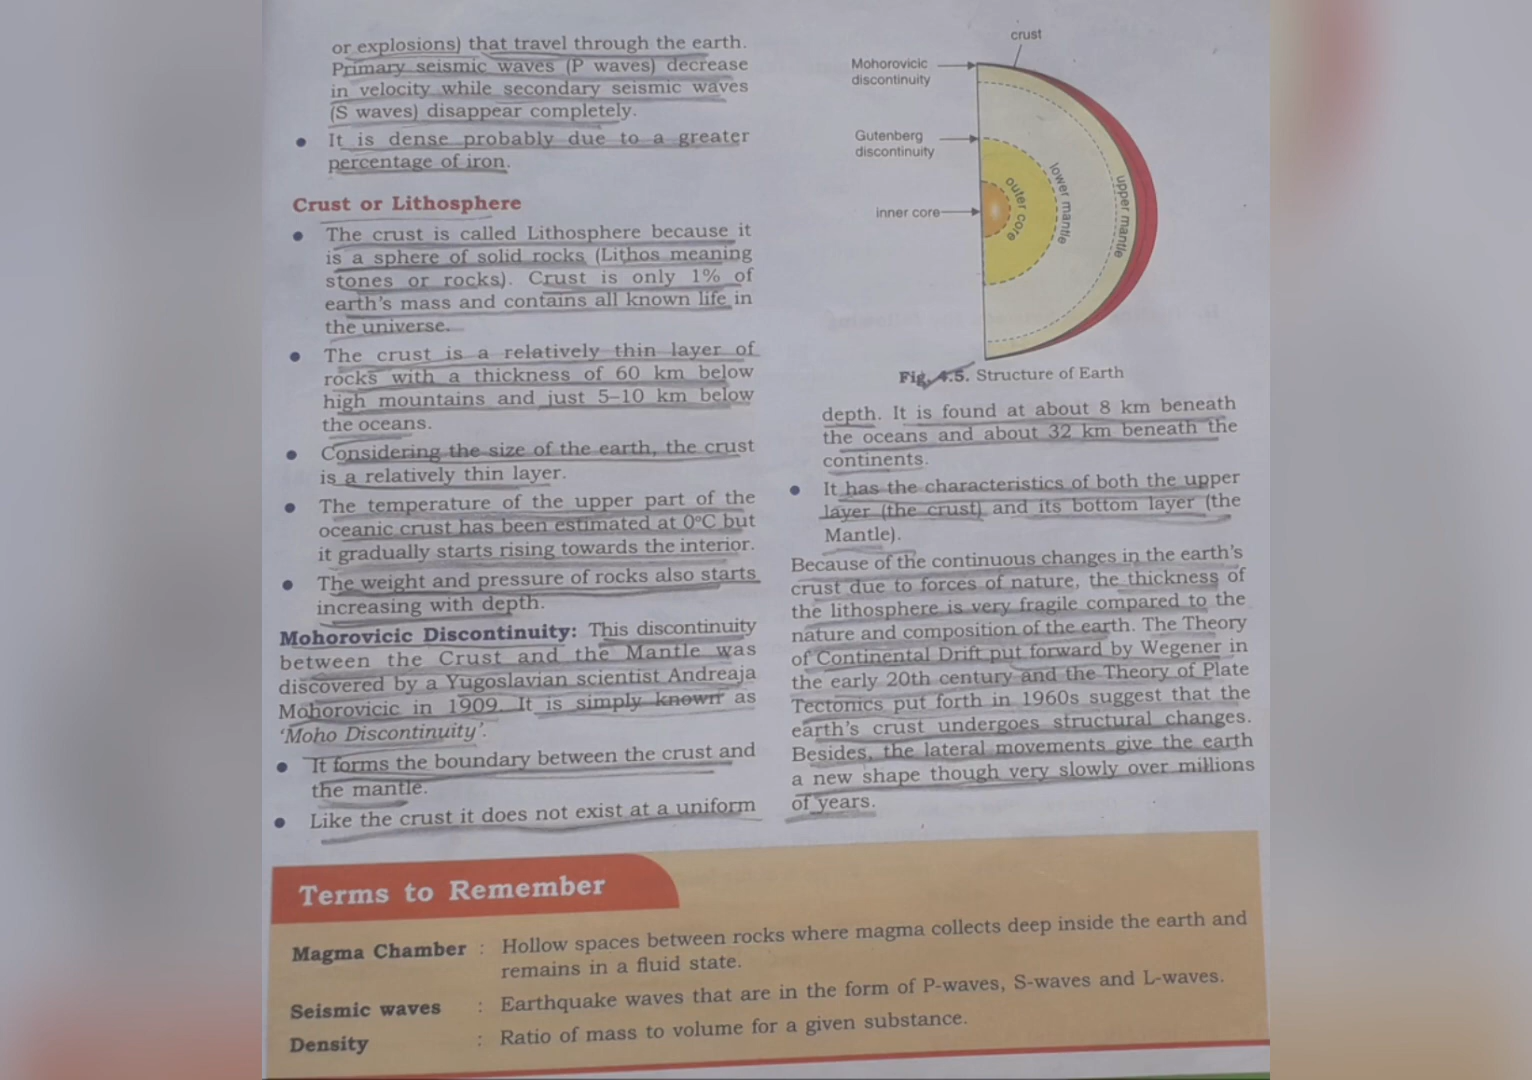 or explosions) that travel through the earth.
Primary seismic waves (P waves) decrease
in velocity while secondary seismic waves
(S waves) disappear completely.
• It is dense probably due to a greater
percentage of iron.
Crust or Lithosphere
• The crust is called Lithosphere because it
is a sphere of solid rocks (Lithos meaning
stones or rocks). Crust is only 1% of
earth's mass and contains all known life in
the universe.
• The crust is a relatively thin layer of
rocks with a thickness of 60 km below
high mountains and just 5–10 km below
the oceans.
• Considering the size of the earth, the crust
is a relatively thin layer.
• The temperature of the upper part of the
oceanic crust has been estimated at 0°C but
it gradually starts rising towards the interior.
• The weight and pressure of rocks also starts
increasing with depth.
Mohorovicic Discontinuity: This discontinuity
between the Crust and the Mantle was
discovered by a Yugoslavian scientist Andreaja
Mohorovicic in 1909. It is simply known as
'Moho Discontinuity'.
• It forms the boundary between the crust and
the mantle.
• Like the crust it does not exist at a uniform
crust
Mohorovicic
discontinuity
Gutenberg
discontinuity
inner core
outer core
lower mantle
upper mantle
Fig. 4.5. Structure of Earth
depth. It is found at about 8 km beneath
the oceans and about 32 km beneath the
continents.
• It has the characteristics of both the upper
layer (the crust) and its bottom layer (the
Mantle).
Because of the continuous changes in the earth's
crust due to forces of nature, the thickness of
the lithosphere is very fragile compared to the
nature and composition of the earth. The Theory
of Continental Drift put forward by Wegener in
the early 20th century and the Theory of Plate
Tectonics put forth in 1960s suggest that the
earth's crust undergoes structural changes.
Besides, the lateral movements give the earth
a new shape though very slowly over millions
of years.
Terms to Remember
Magma Chamber : Hollow spaces between rocks where magma collects deep inside the earth and
remains in a fluid state.
Seismic waves : Earthquake waves that are in the form of P-waves, S-waves and L-waves.
Density : Ratio of mass to volume for a given substance.